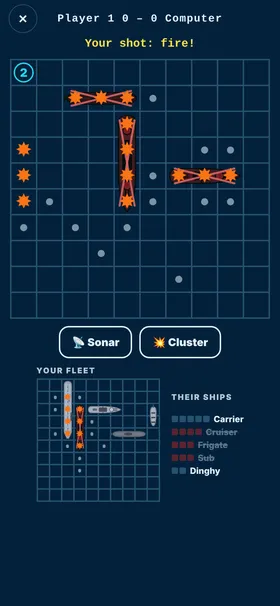 ×
Player 1 0 – 0 Computer
Your shot: fire!
2
📡 Sonar
💥 Cluster
YOUR FLEET
THEIR SHIPS
Carrier
Cruiser
Frigate
Sub
Dinghy